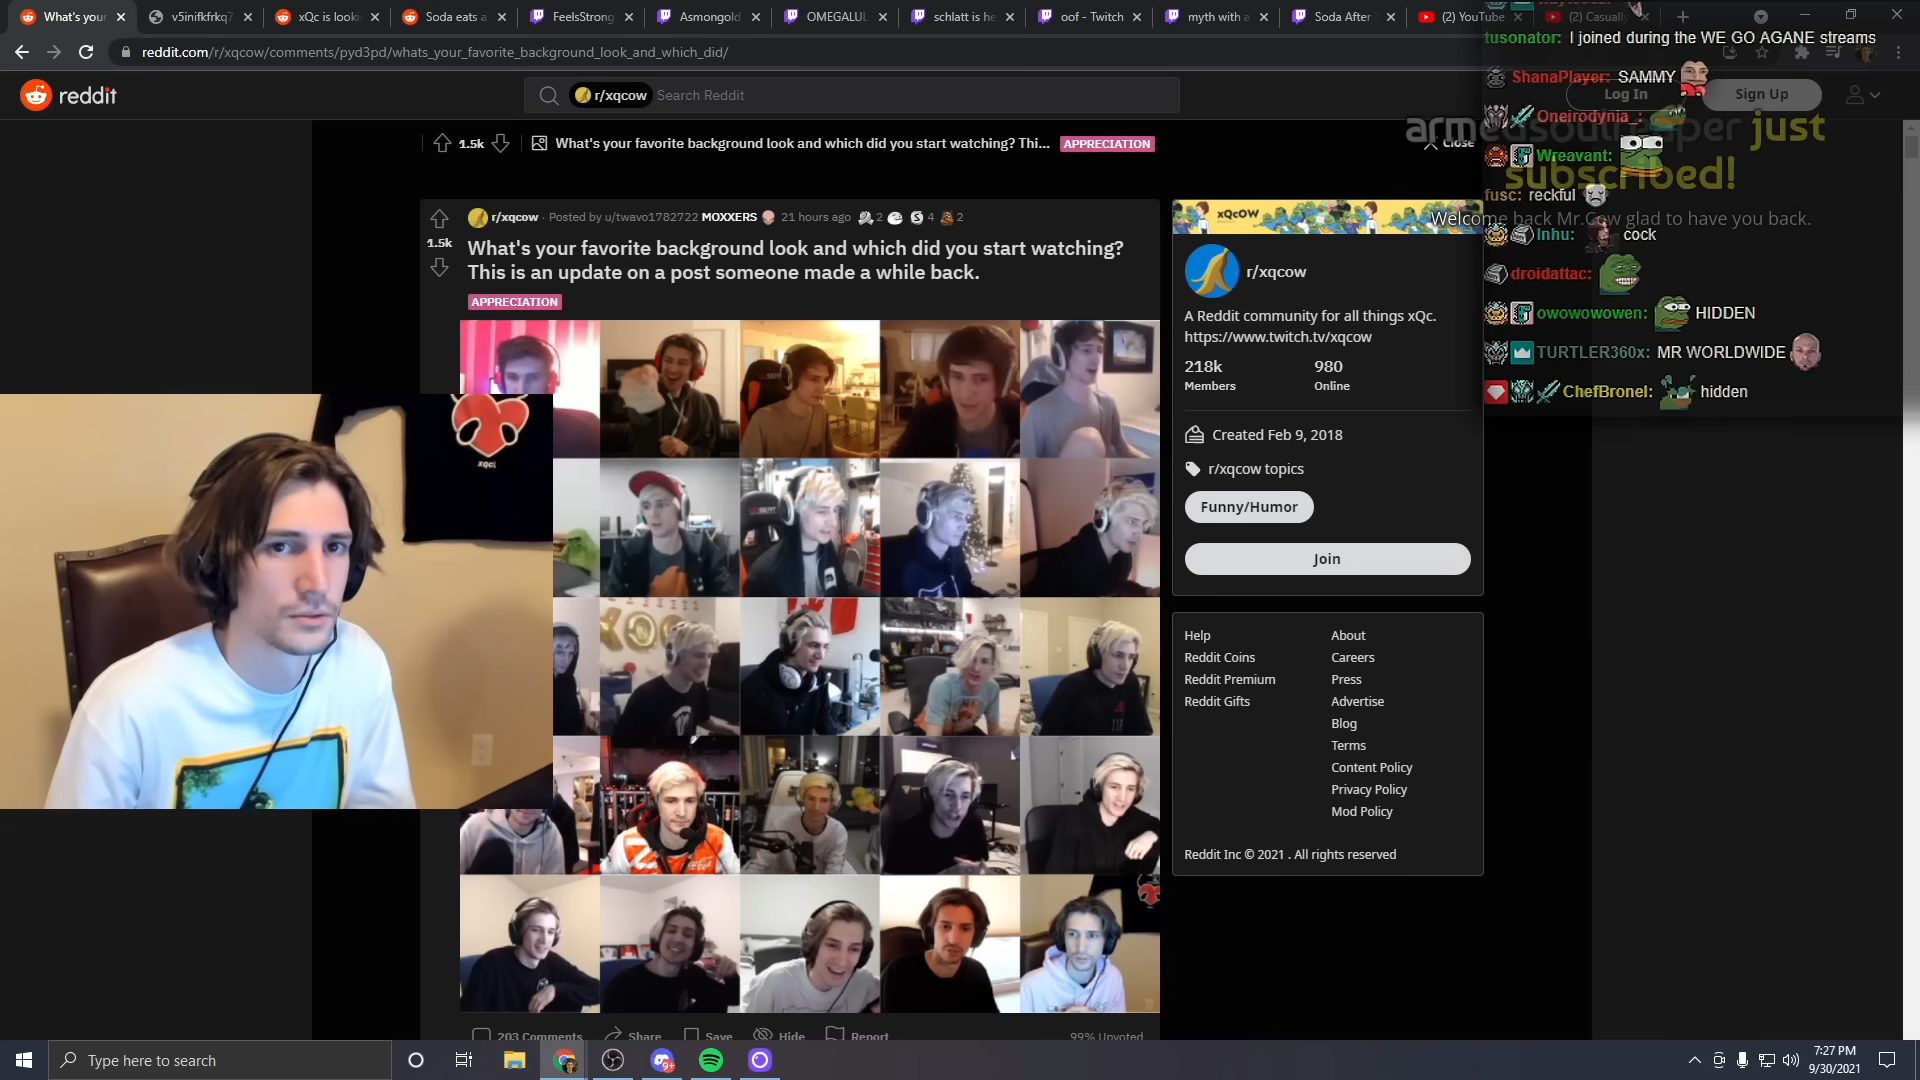 What's your
v5inifkfrkq7
xQc is looki
Soda eats a
FeelsStrong
Asmongold
OMEGALUL
schlatt is he
oof - Twitch
myth with a
Soda After T
(2) YouTube
(2) Casually
reddit.com/r/xqcow/comments/pyd3pd/whats_your_favorite_background_look_and_which_did/
tusonator: I joined during the WE GO AGANE streams
ShanaPlayer: SAMMY
reddit
r/xqcow Search Reddit
Log In
Sign Up
Oneirodynia_:
just
subscribed!
1.5k
What's your favorite background look and which did you start watching? Thi...
APPRECIATION
Close
Wreavant:
fusc: reckful
Welcome back Mr.Cow glad to have you back.
Inhu: cock
droidattac:
owowowowen: HIDDEN
TURTLER360x: MR WORLDWIDE
ChefBronel: hidden
r/xqcow · Posted by u/twavo1782722 MOXXERS 21 hours ago 2 4 2
1.5k
What's your favorite background look and which did you start watching?
This is an update on a post someone made a while back.
APPRECIATION
xQcOW
r/xqcow
A Reddit community for all things xQc.
https://www.twitch.tv/xqcow
218k
Members
980
Online
Created Feb 9, 2018
r/xqcow topics
Funny/Humor
Join
Help
Reddit Coins
Reddit Premium
Reddit Gifts
About
Careers
Press
Advertise
Blog
Terms
Content Policy
Privacy Policy
Mod Policy
Reddit Inc © 2021 . All rights reserved
203 Comments
Share
Save
Hide
Report
99% Upvoted
Type here to search
9+
7:27 PM
9/30/2021